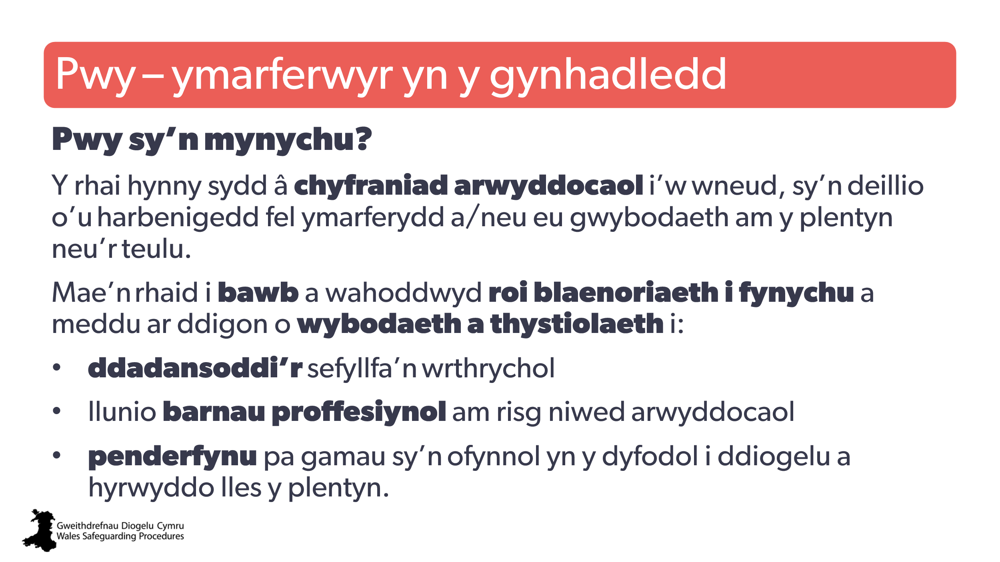 Pwy – ymarferwyr yn y gynhadledd
Pwy sy’n mynychu?
Y rhai hynny sydd â chyfraniad arwyddocaol i’w wneud, sy’n deillio
o’u harbenigedd fel ymarferydd a/neu eu gwybodaeth am y plentyn
neu’r teulu.
Mae’n rhaid i bawb a wahoddwyd roi blaenoriaeth i fynychu a
meddu ar ddigon o wybodaeth a thystiolaeth i:
• ddadansoddi’r sefyllfa’n wrthrychol
• llunio barnau proffesiynol am risg niwed arwyddocaol
• penderfynu pa gamau sy’n ofynnol yn y dyfodol i ddiogelu a
hyrwyddo lles y plentyn.
Gweithdrefnau Diogelu Cymru
Wales Safeguarding Procedures